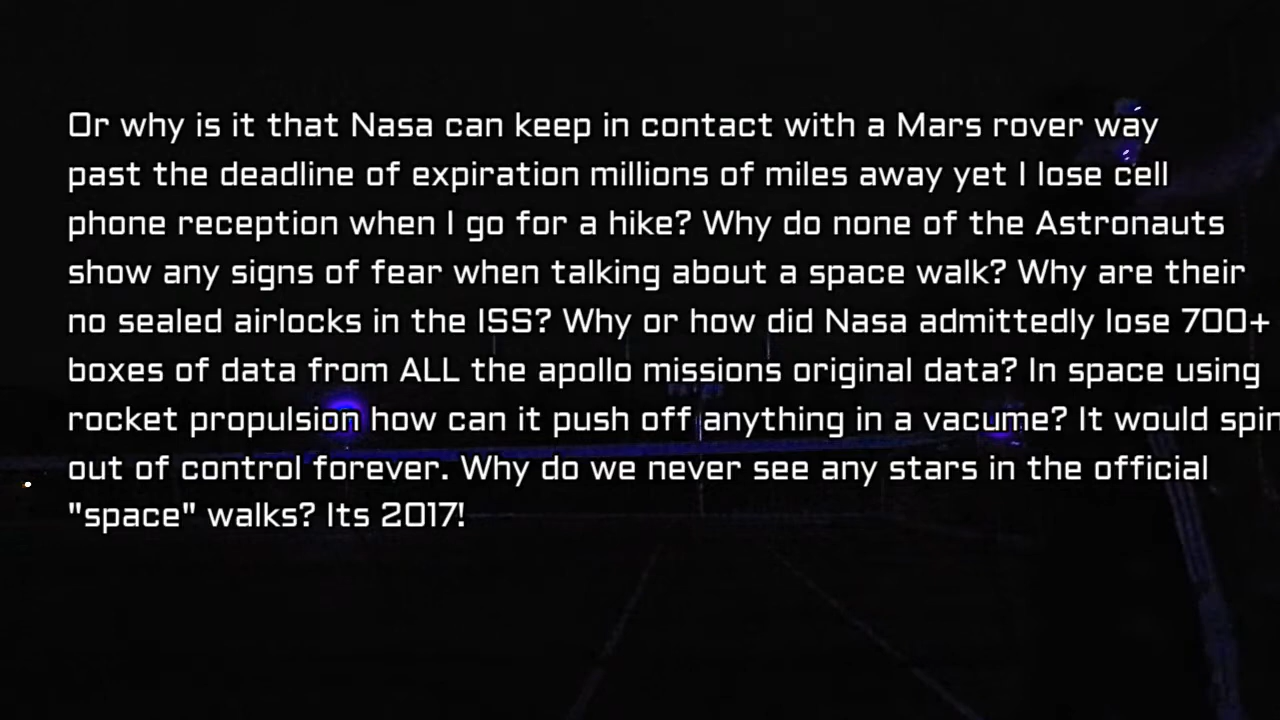 Or why is it that Nasa can keep in contact with a Mars rover way
past the deadline of expiration millions of miles away yet I lose cell
phone reception when I go for a hike? Why do none of the Astronauts
show any signs of fear when talking about a space walk? Why are their
no sealed airlocks in the ISS? Why or how did Nasa admittedly lose 700+
boxes of data from ALL the apollo missions original data? In space using
rocket propulsion how can it push off anything in a vacume? It would spin
out of control forever. Why do we never see any stars in the official
"space" walks? Its 2017!